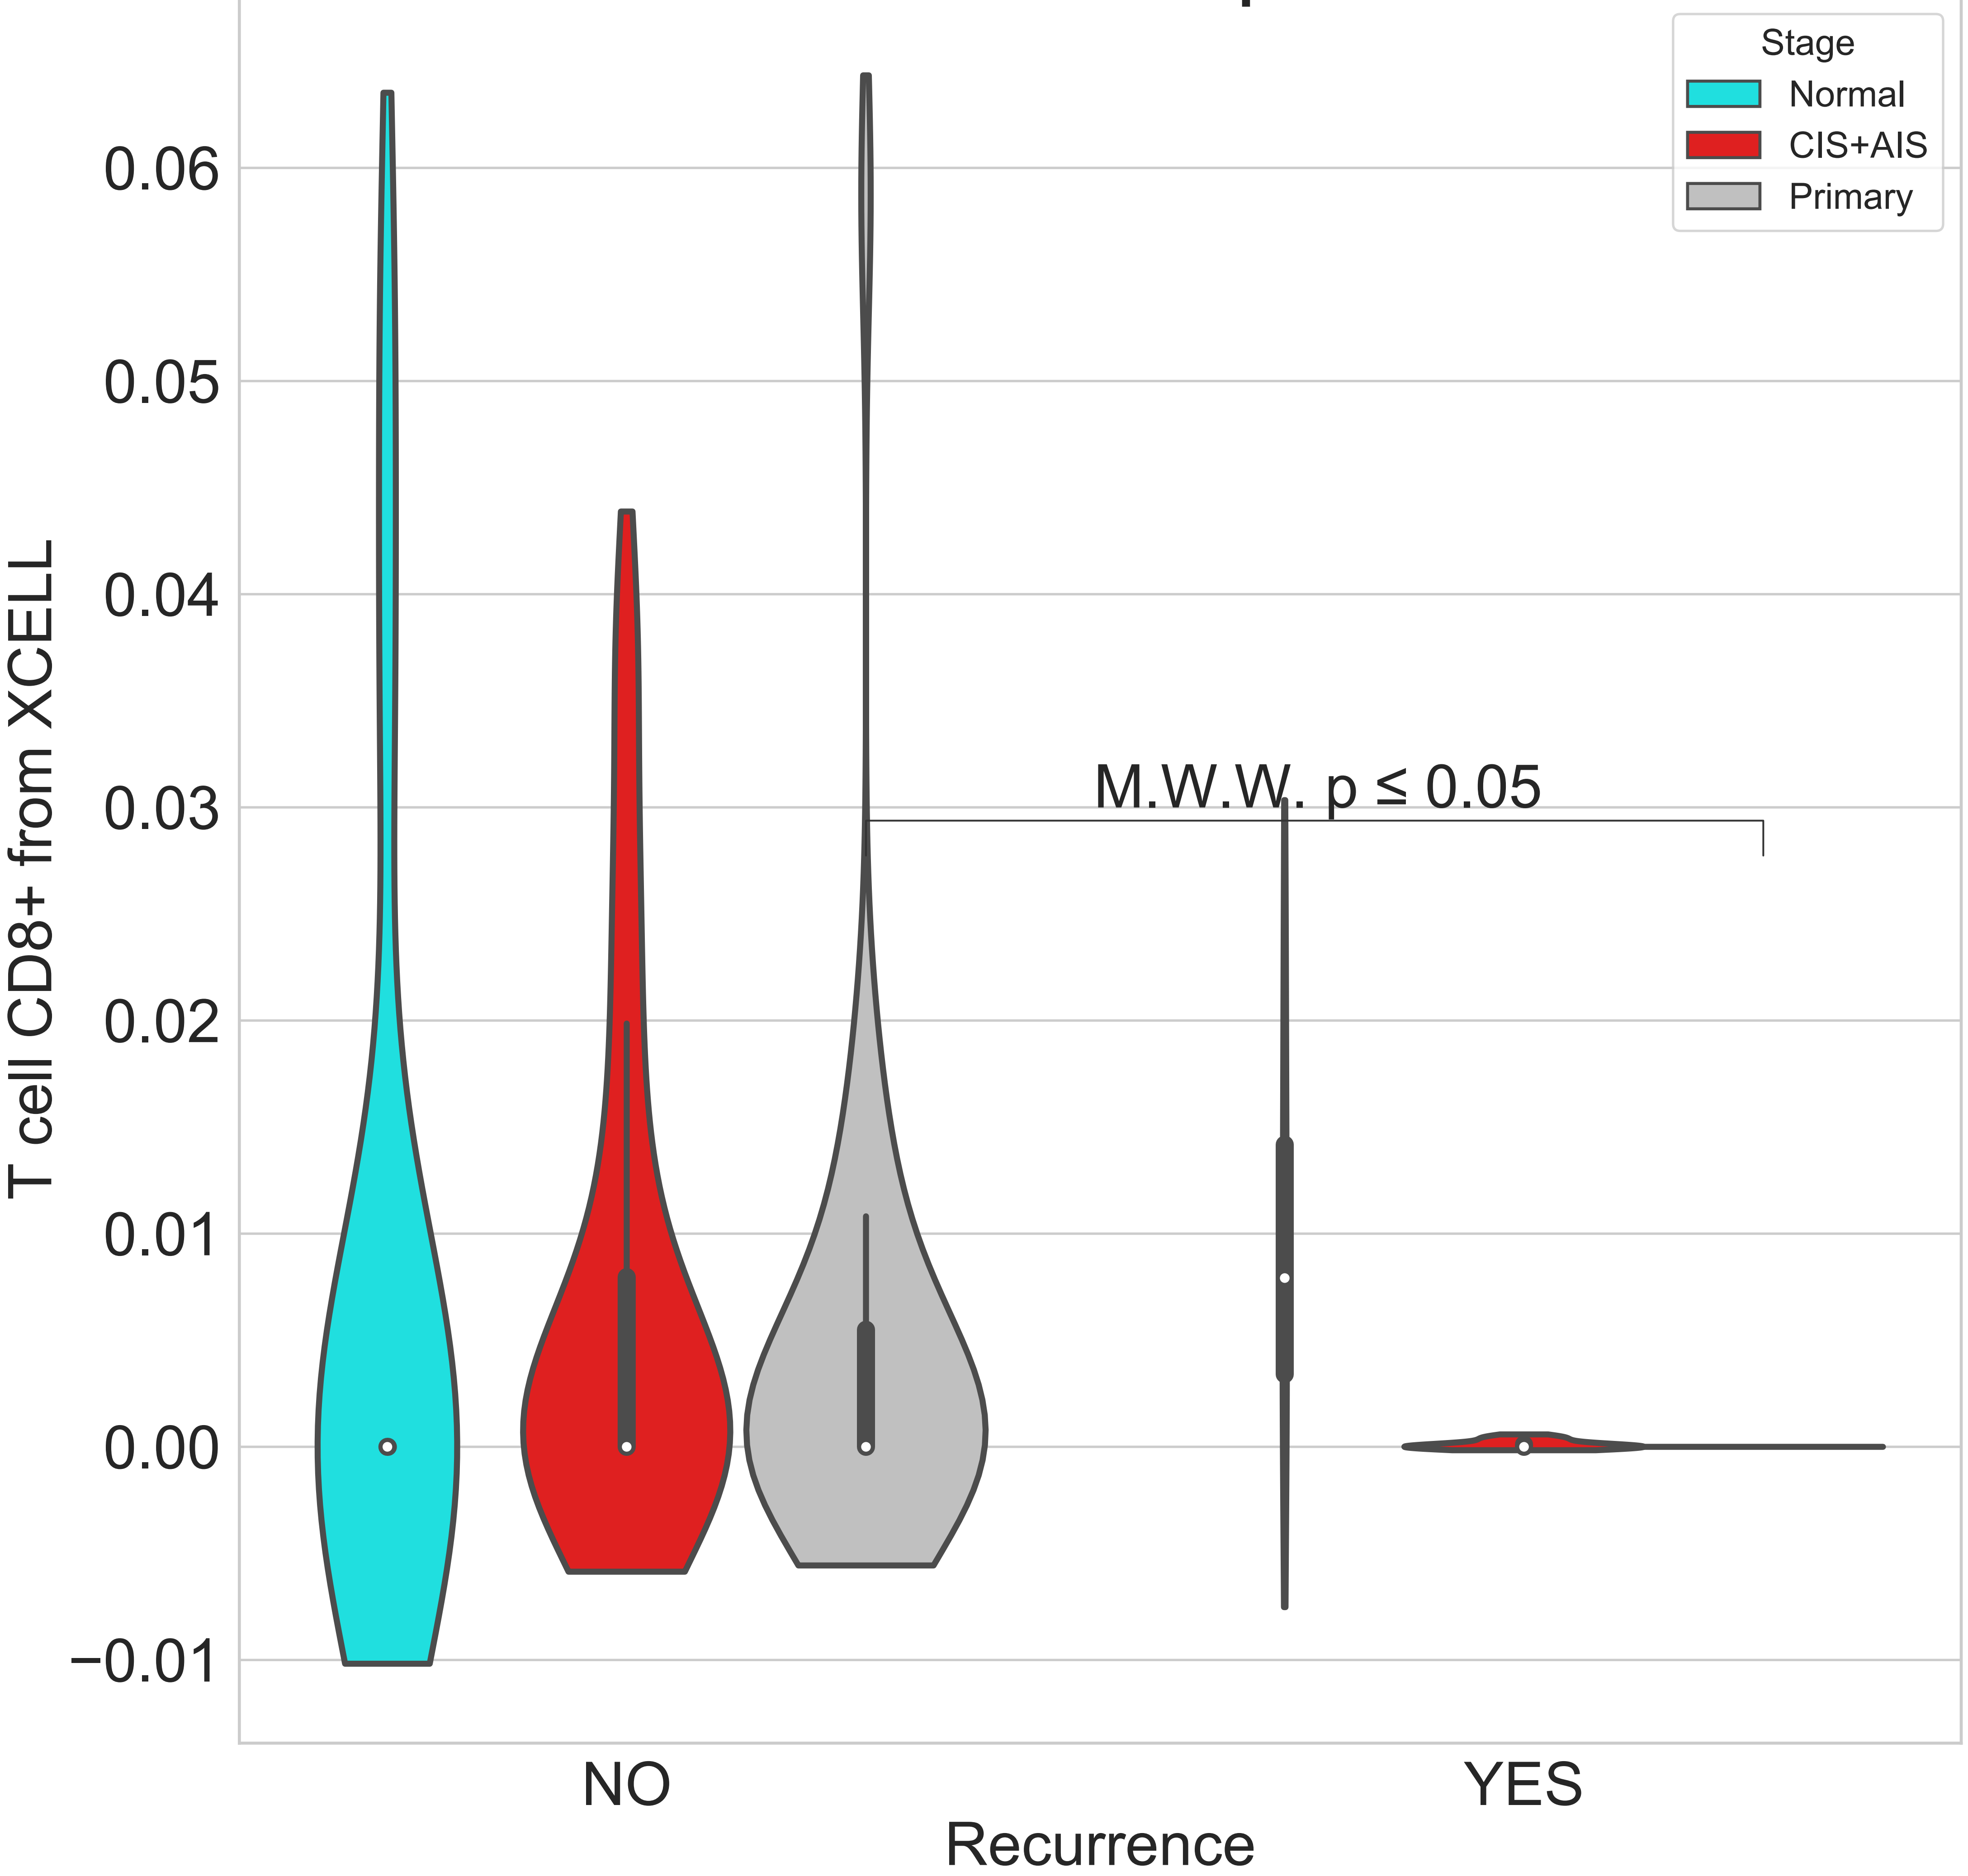 Stage
Normal
CIS+AIS
Primary
0.06
0.05
0.04
0.03
0.02
0.01
0.00
−0.01
T cell CD8+ from XCELL
M.W.W. p ≤ 0.05
NO
YES
Recurrence